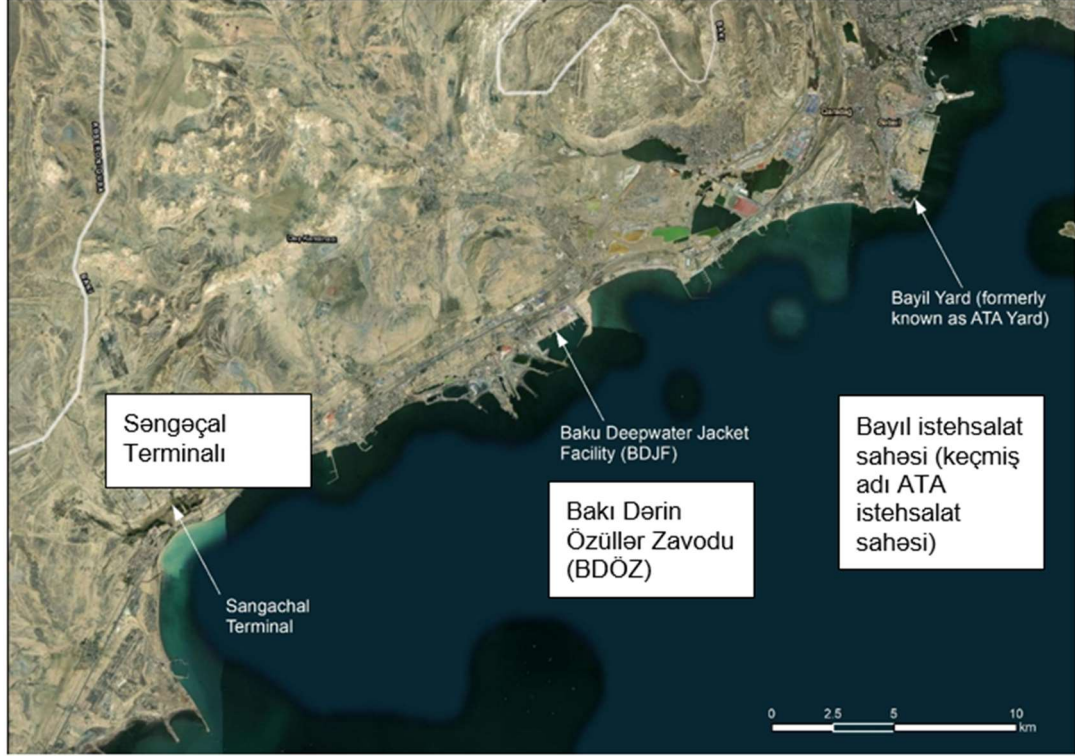 Bayil Yard (formerly
known as ATA Yard)
Səngəçal
Terminalı
Baku Deepwater Jacket
Facility (BDJF)
Bayıl istehsalat
sahəsi (keçmiş
adı ATA
istehsalat
sahəsi)
Bakı Dərin
Özüllər Zavodu
(BDÖZ)
Sangachal
Terminal
0 2.5 5 10
km